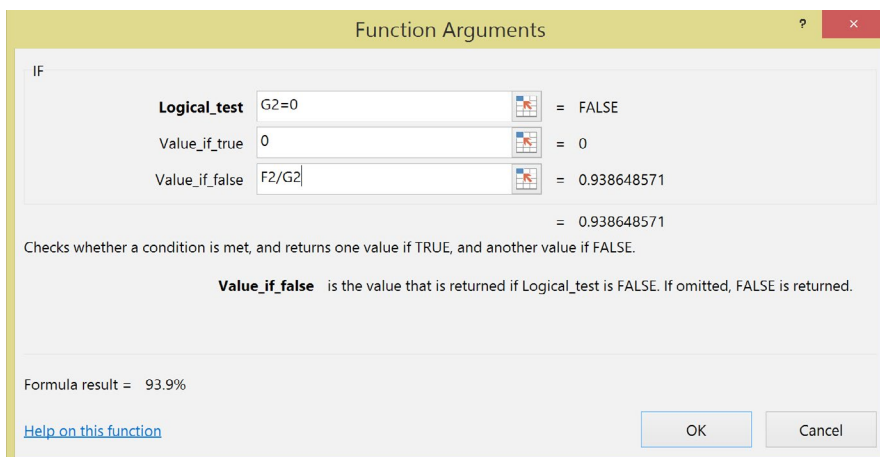 Function Arguments ? ×
IF
Logical_test G2=0 = FALSE
Value_if_true 0 = 0
Value_if_false F2/G2 = 0.938648571
= 0.938648571
Checks whether a condition is met, and returns one value if TRUE, and another value if FALSE.
Value_if_false is the value that is returned if Logical_test is FALSE. If omitted, FALSE is returned.
Formula result = 93.9%
Help on this function OK Cancel